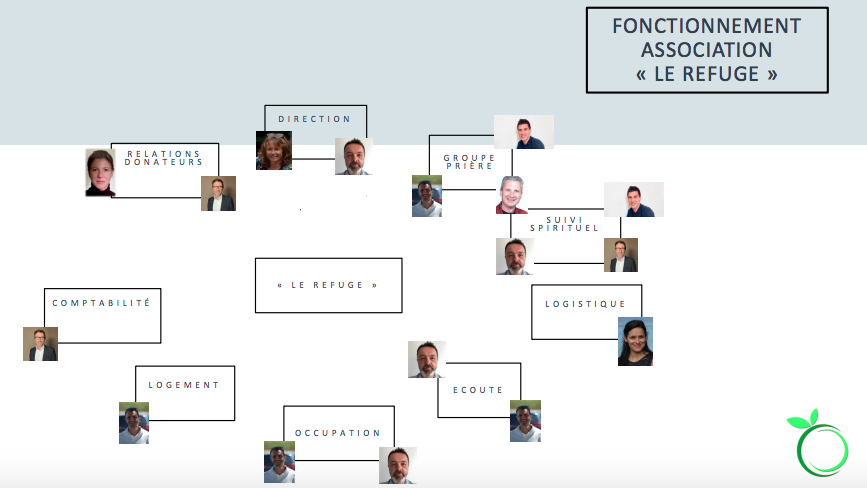 FONCTIONNEMENT
ASSOCIATION
« LE REFUGE »
DIRECTION
RELATIONS
DONATEURS
GROUPE
PRIÈRE
SUIVI
SPIRITUEL
« LE REFUGE »
COMPTABILITÉ
LOGISTIQUE
LOGEMENT
ECOUTE
OCCUPATION